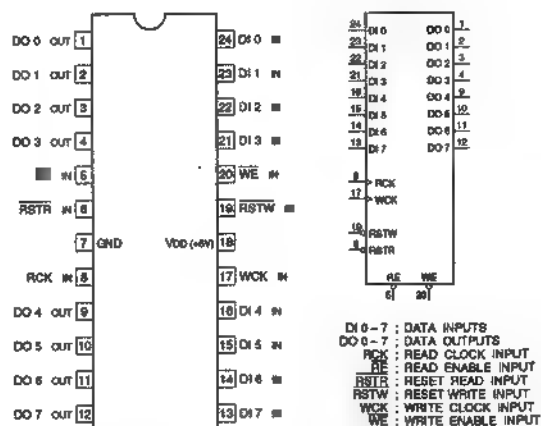 DO 0 OUT 1
24 DI 0
DO 1 OUT 2
23 DI 1 IN
DO 2 OUT 3
22 DI 2
DO 3 OUT 4
21 DI 3
IN 5
20 WE IN
RSTR IN 6
19 RSTW
7 GND
VDD (+5V) 18
RCK IN 8
17 WCK IN
DO 4 OUT 9
16 DI 4 IN
DO 5 OUT 10
15 DI 5 IN
DO 6 OUT 11
14 DI 6
DO 7 OUT 12
13 DI 7
24 DI 0 DO 0 1
23 DI 1 DO 1 2
22 DI 2 DO 2 3
21 DI 3 DO 3 4
16 DI 4 DO 4 9
15 DI 5 DO 5 10
14 DI 6 DO 6 11
13 DI 7 DO 7 12
8 RCK
17 WCK
19 RSTW
6 RSTR
RE WE
5 20
DI 0 - 7 : DATA INPUTS
DO 0 - 7 : DATA OUTPUTS
RCK : READ CLOCK INPUT
RE : READ ENABLE INPUT
RSTR : RESET READ INPUT
RSTW : RESET WRITE INPUT
WCK : WRITE CLOCK INPUT
WE : WRITE ENABLE INPUT